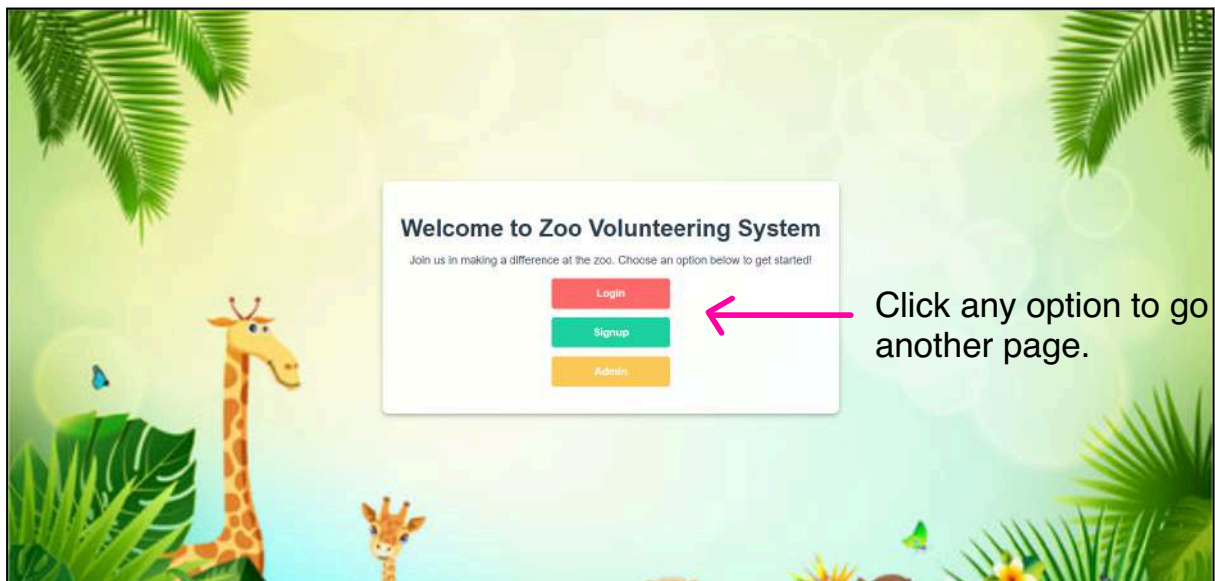 Welcome to Zoo Volunteering System
Join us in making a difference at the zoo. Choose an option below to get started!
Login
Signup
Admin
Click any option to go
another page.